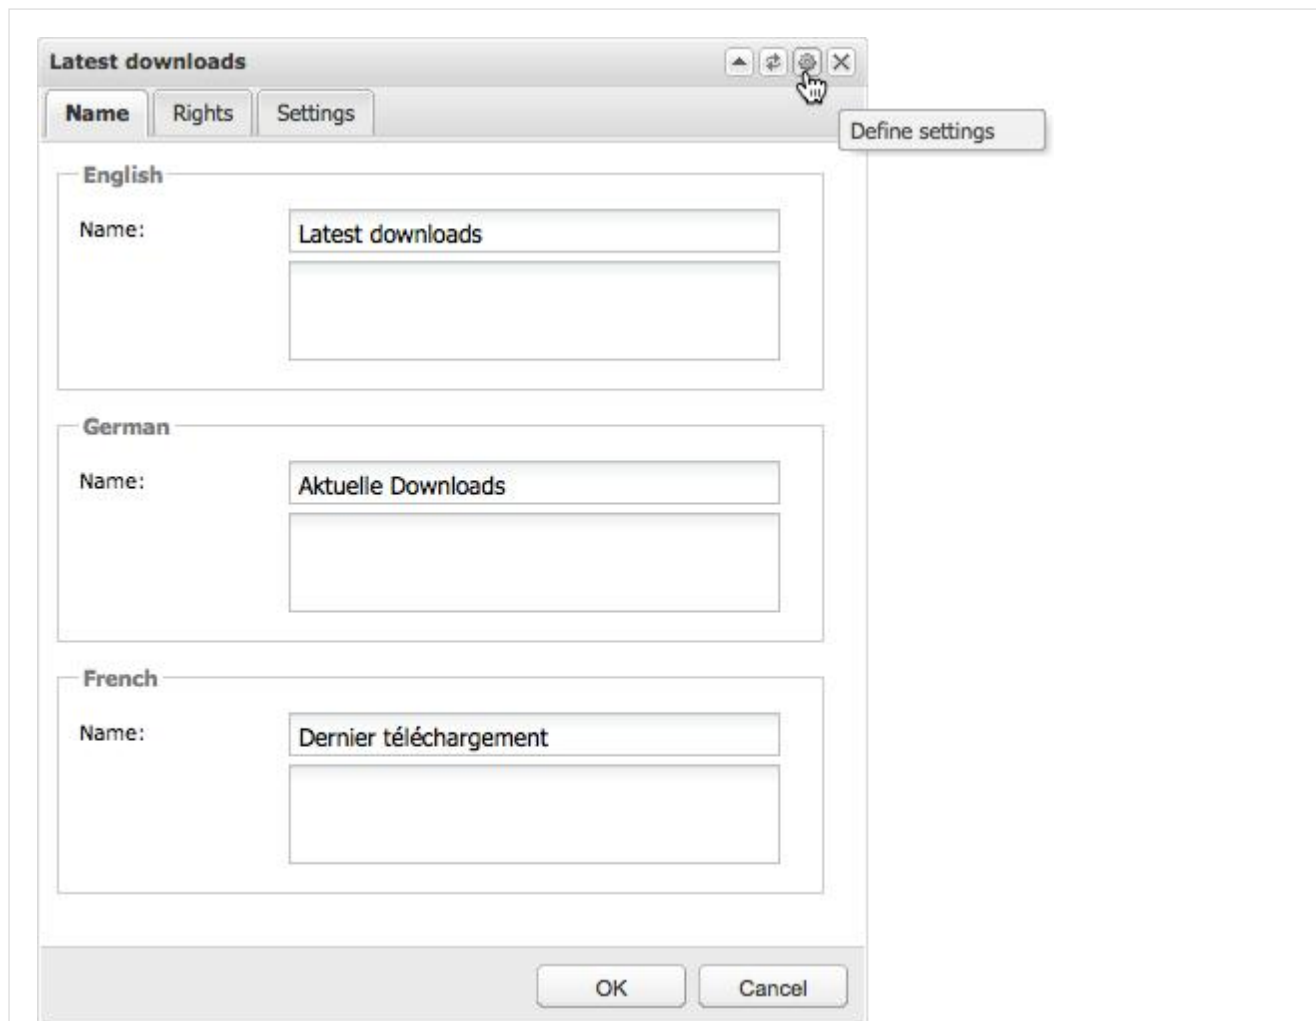 Latest downloads
Name Rights Settings
Define settings
English
Name: Latest downloads
German
Name: Aktuelle Downloads
French
Name: Dernier téléchargement
OK Cancel